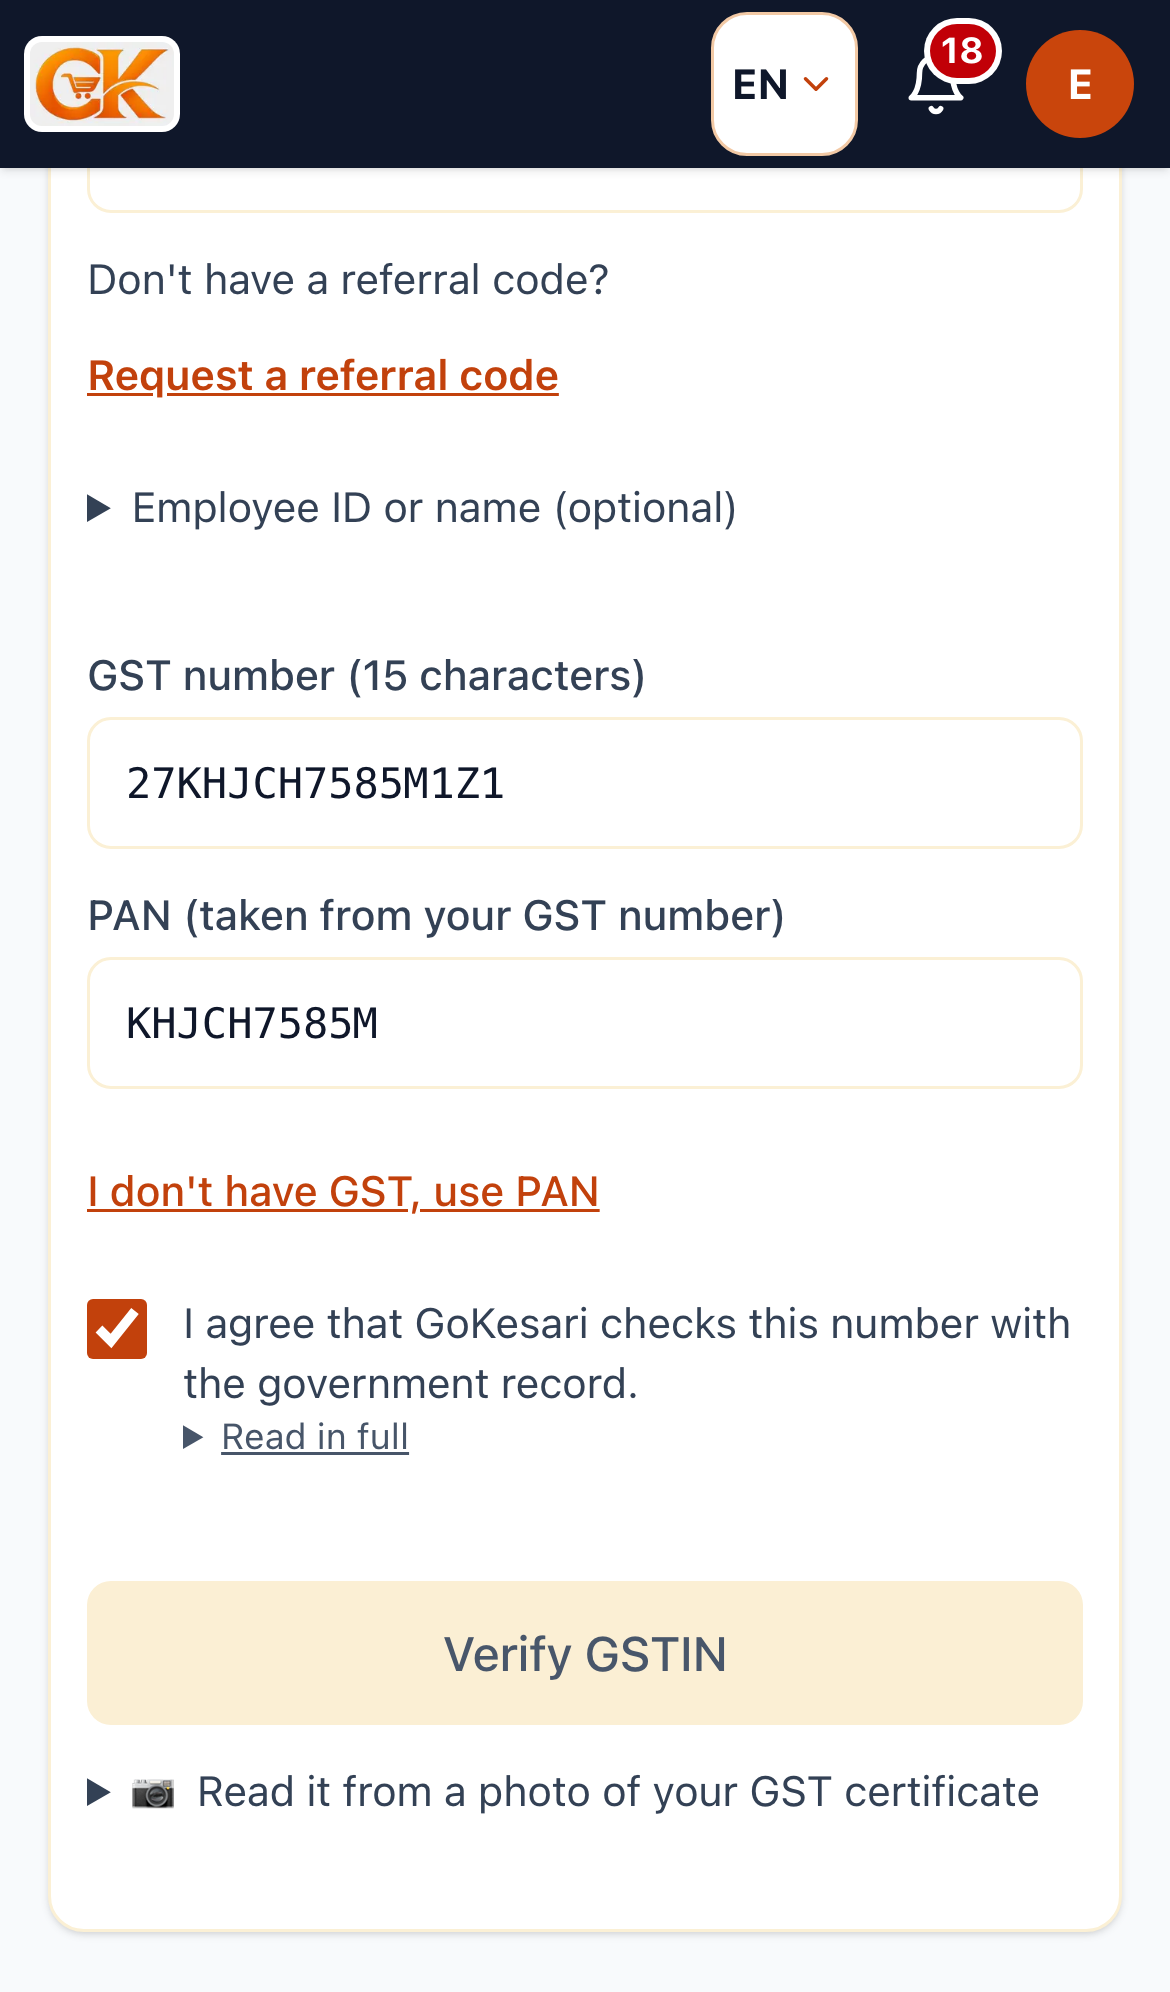 GK
EN
18
E
Don't have a referral code?
Request a referral code
Employee ID or name (optional)
GST number (15 characters)
27KHJCH7585M1Z1
PAN (taken from your GST number)
KHJCH7585M
I don't have GST, use PAN
I agree that GoKesari checks this number with
the government record.
Read in full
Verify GSTIN
Read it from a photo of your GST certificate